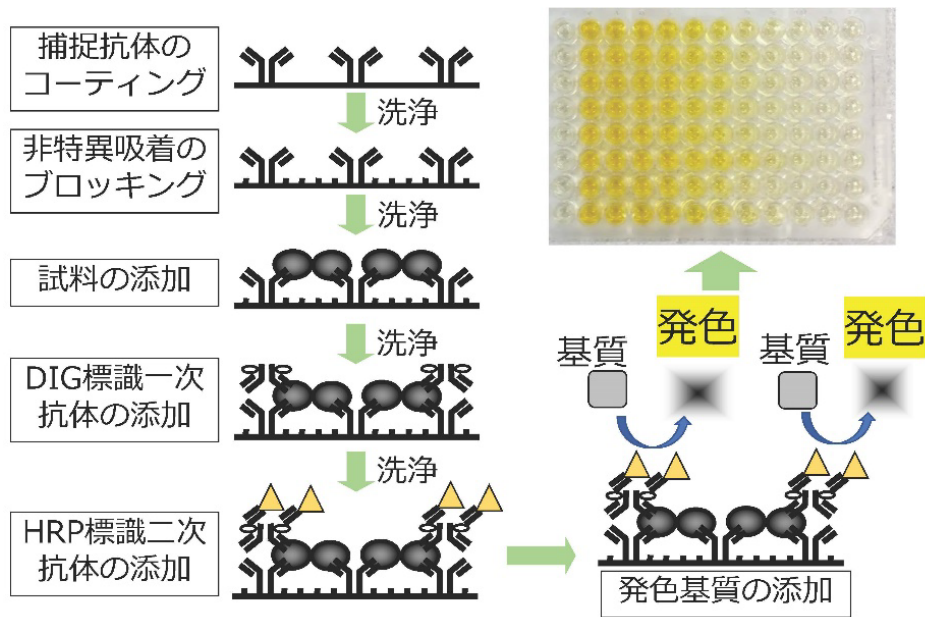 捕捉抗体の
コーティング
洗浄
非特異吸着の
ブロッキング
洗浄
試料の添加
洗浄
DIG標識一次
抗体の添加
洗浄
HRP標識二次
抗体の添加
発色
発色
基質
基質
発色基質の添加